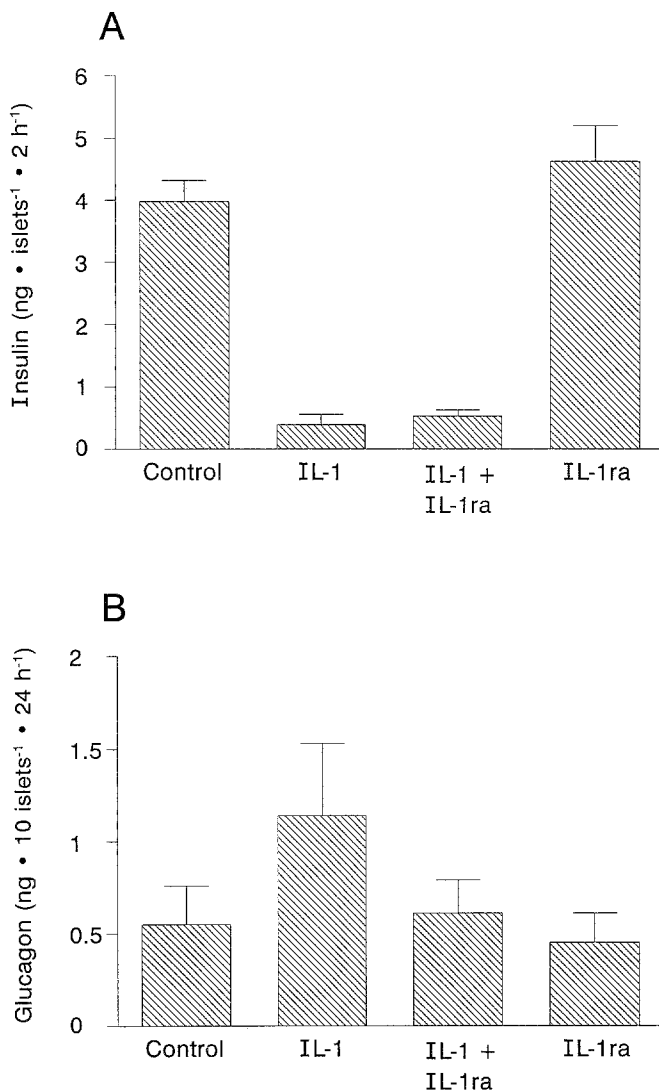 A
Insulin (ng • islets⁻¹ • 2 h⁻¹)
6
5
4
3
2
1
0
Control
IL-1
IL-1 +
IL-1ra
IL-1ra
B
Glucagon (ng • 10 islets⁻¹ • 24 h⁻¹)
2
1.5
1
0.5
0
Control
IL-1
IL-1 +
IL-1ra
IL-1ra